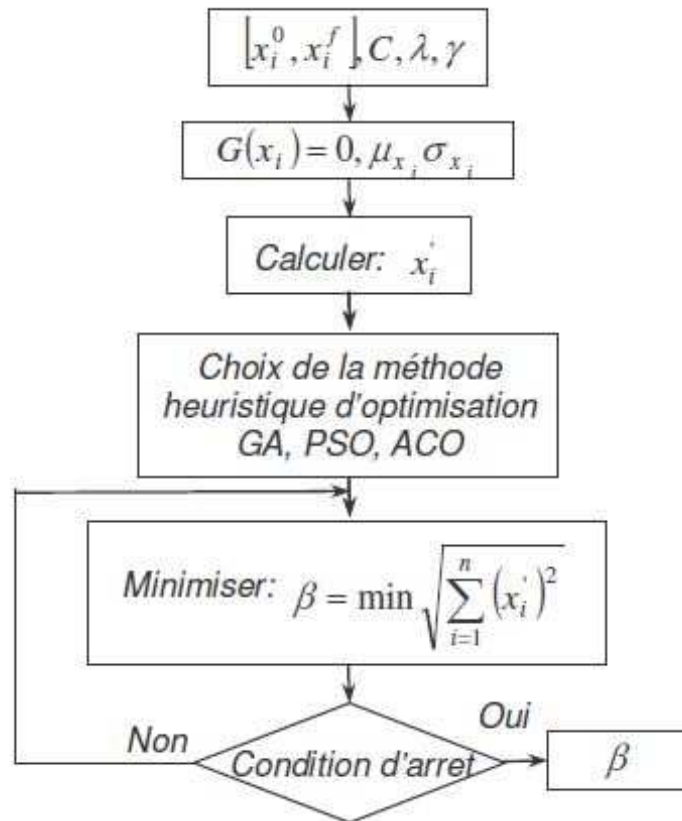 [x_i^0, x_i^f], C, λ, γ
G(x_i) = 0, μ_{x_i} σ_{x_i}
Calculer: x_i^'
Choix de la méthode
heuristique d'optimisation
GA, PSO, ACO
Minimiser: β = min √(∑_{i=1}^{n} (x_i^')^2)
Non
Oui
Condition d'arret
β